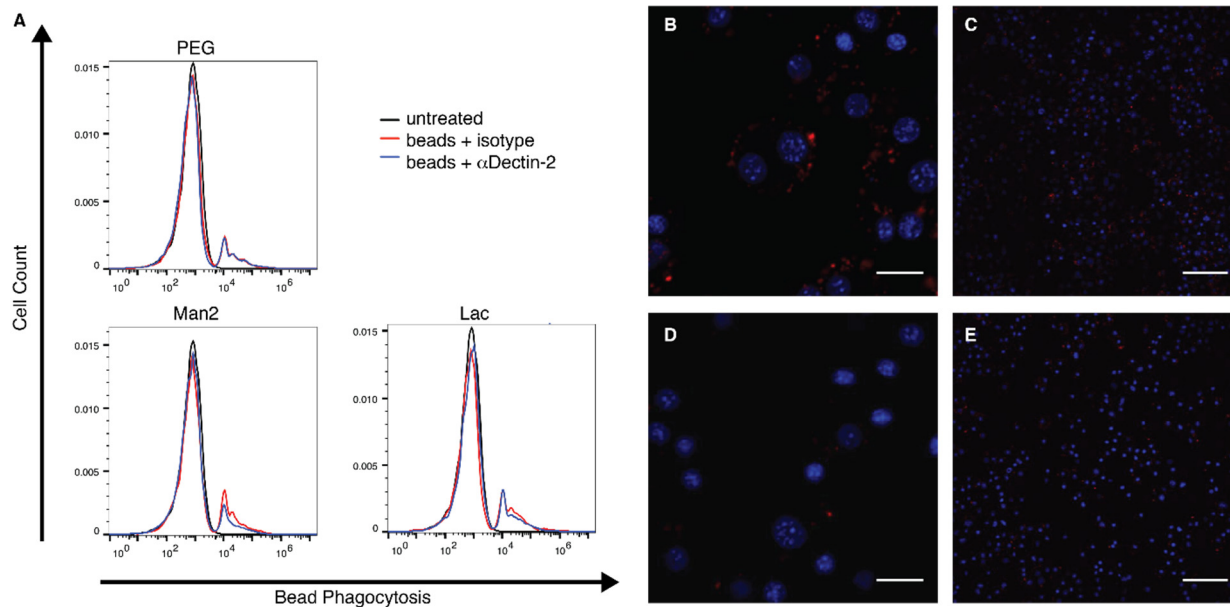 A
PEG
0.015
0.010
0.005
0
10^0 10^2 10^4 10^6
untreated
beads + isotype
beads + αDectin-2
Cell Count
Man2
0.015
0.010
0.005
0
10^0 10^2 10^4 10^6
Lac
0.015
0.010
0.005
0
10^0 10^2 10^4 10^6
Bead Phagocytosis
B
C
D
E